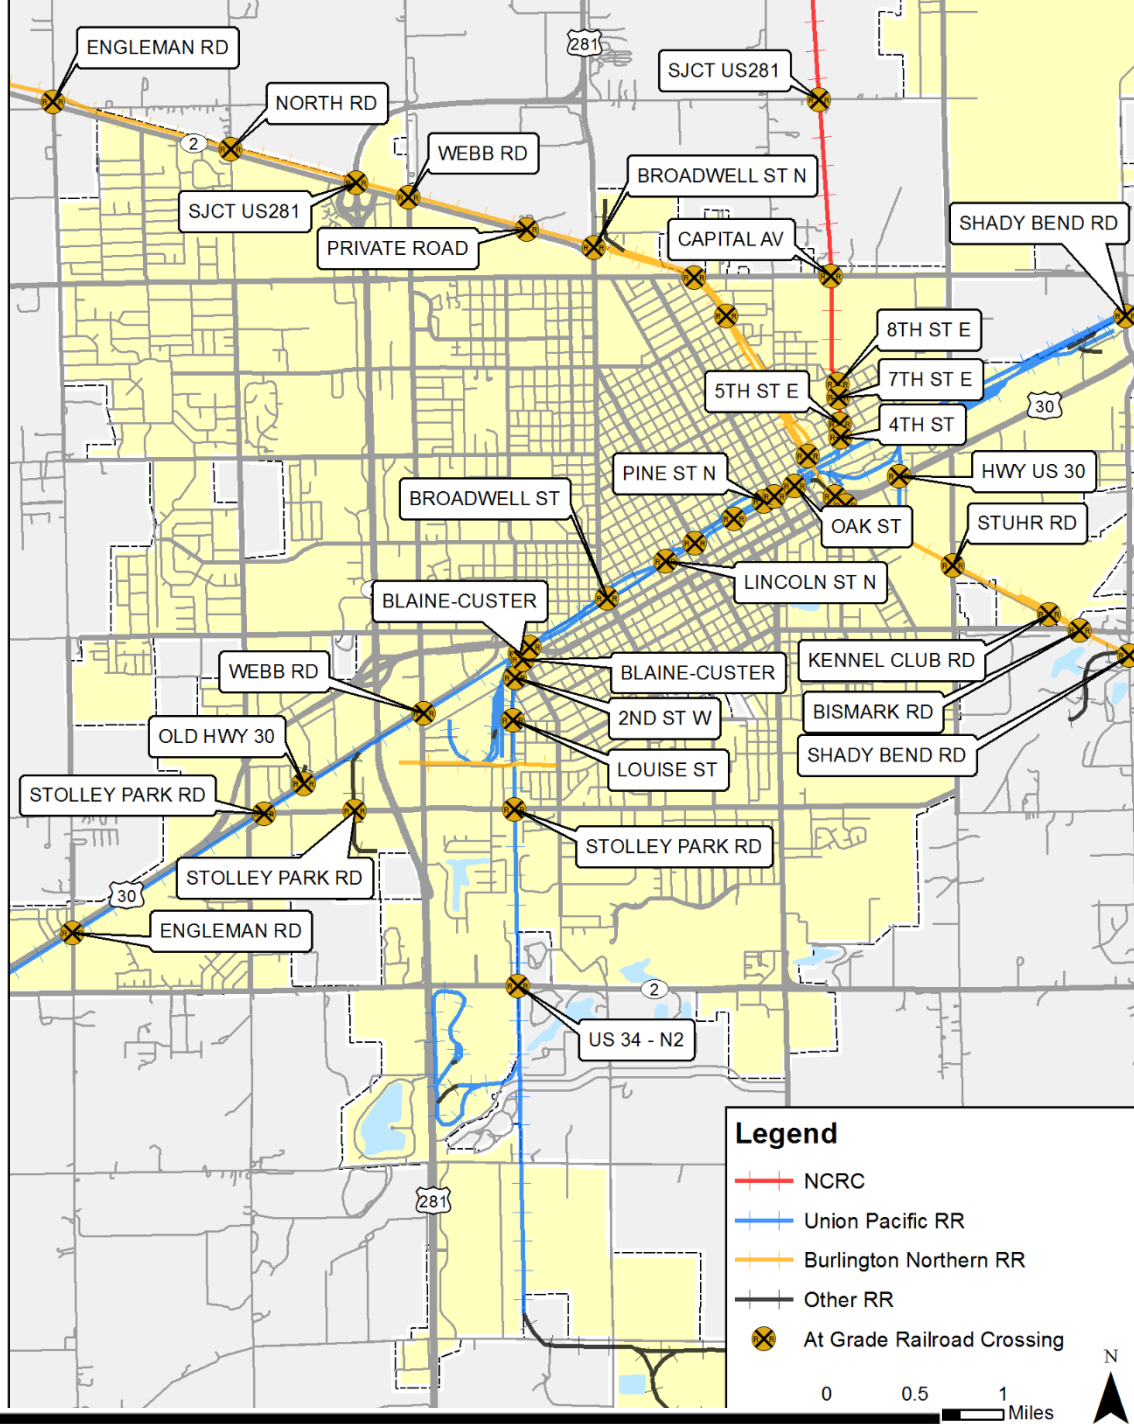 ENGLEMAN RD
281
SJCT US281
NORTH RD
2
WEBB RD
BROADWELL ST N
SJCT US281
PRIVATE ROAD
CAPITAL AV
SHADY BEND RD
8TH ST E
7TH ST E
5TH ST E
30
4TH ST
PINE ST N
HWY US 30
BROADWELL ST
OAK ST
STUHR RD
LINCOLN ST N
BLAINE-CUSTER
KENNEL CLUB RD
WEBB RD
BLAINE-CUSTER
BISMARK RD
2ND ST W
OLD HWY 30
SHADY BEND RD
LOUISE ST
STOLLEY PARK RD
STOLLEY PARK RD
STOLLEY PARK RD
30
ENGLEMAN RD
2
US 34 - N2
281
Legend
NCRC
Union Pacific RR
Burlington Northern RR
Other RR
At Grade Railroad Crossing
N
0 0.5 1
Miles